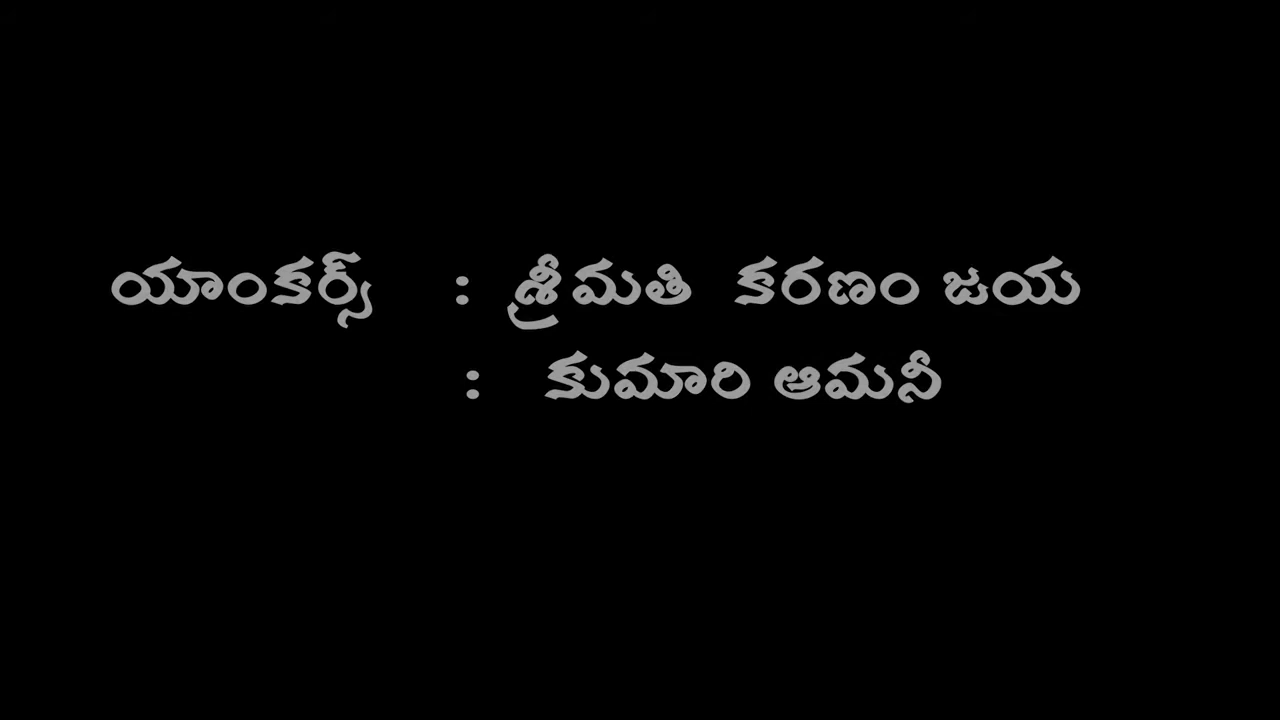 యాంకర్స్ : శ్రీమతి కరణం జయ
: కుమారి ఆమనీ